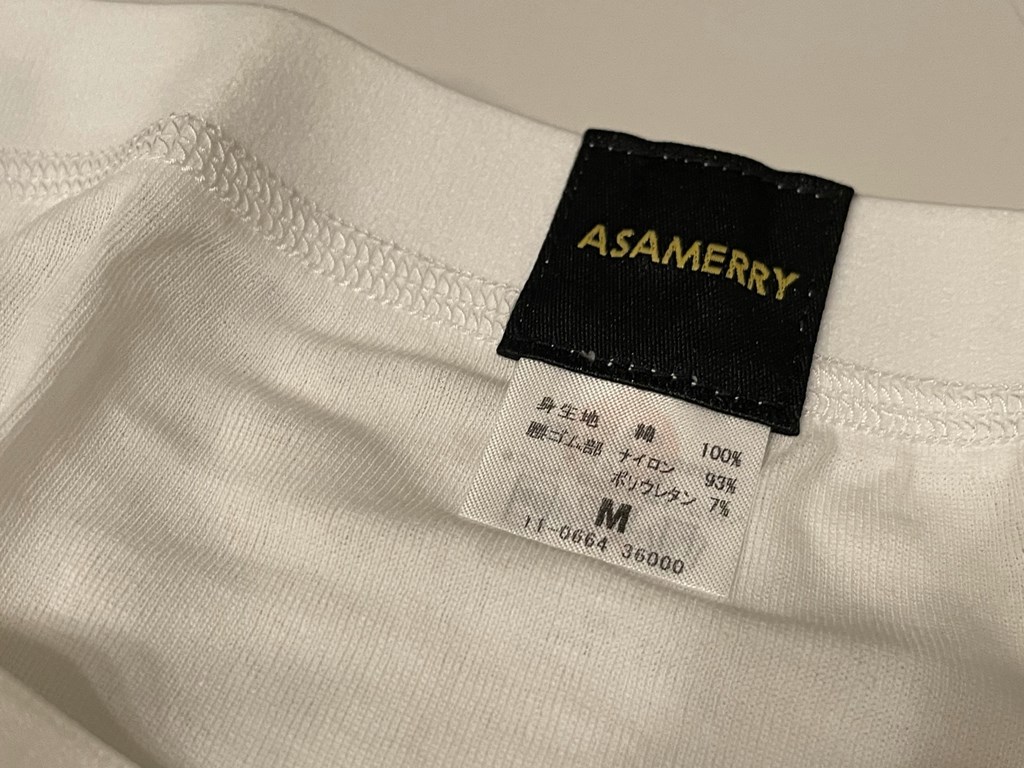 ASAMERRY
身生地 綿 100%
腰ゴム部 ナイロン 93%
ポリウレタン 7%
M
11-0664 36000